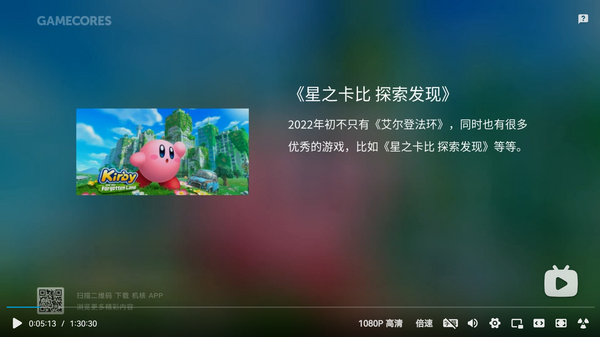 GAMECORES
《星之卡比 探索发现》
2022年初不只有《艾尔登法环》，同时也有很多
优秀的游戏，比如《星之卡比 探索发现》等等。
Kirby
and the
Forgotten Land
扫描二维码 下载 机核 APP
浏览更多精彩内容
0:05:13 / 1:30:30
1080P 高清
倍速